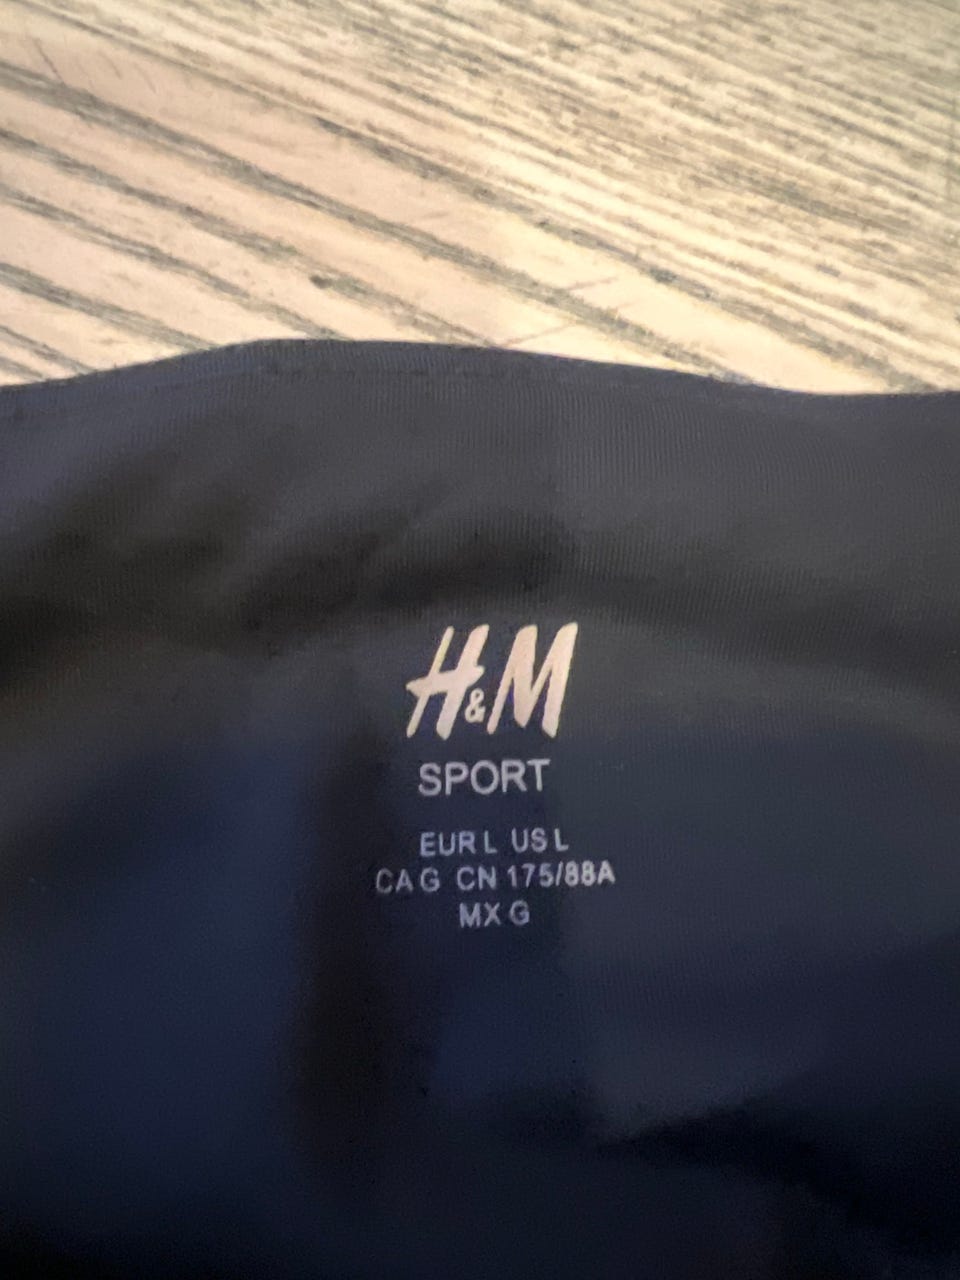 H&M
SPORT
EUR L US L
CA G CN 175/88A
MX G